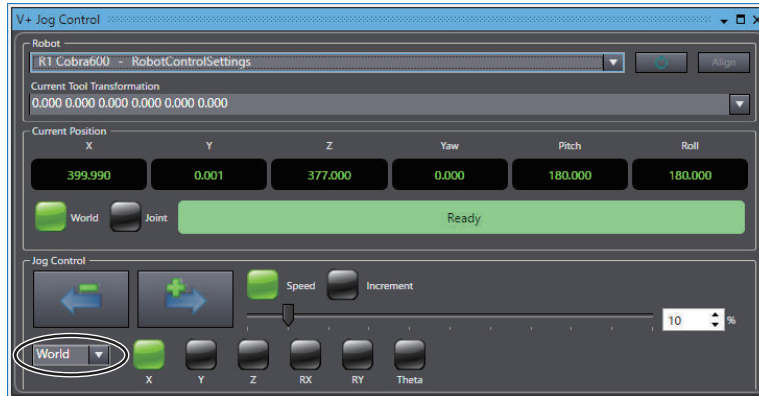 V+ Jog Control
Robot
R1 Cobra600 - RobotControlSettings
Align
Current Tool Transformation
0.000 0.000 0.000 0.000 0.000 0.000
Current Position
X Y Z Yaw Pitch Roll
399.990 0.001 377.000 0.000 180.000 180.000
World Joint Ready
Jog Control
Speed Increment
10 %
World
X Y Z RX RY Theta